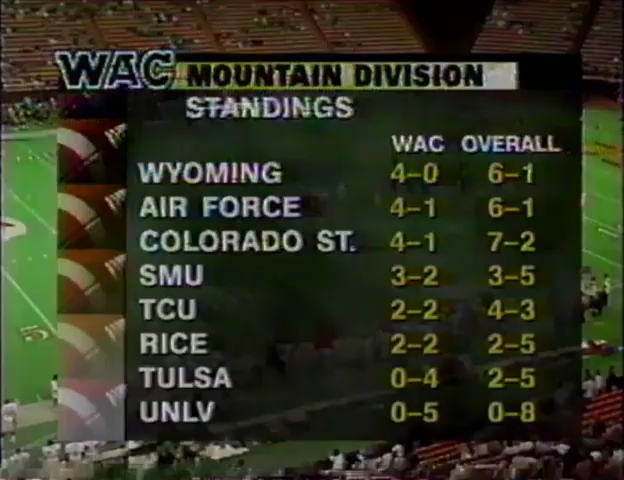 WAC MOUNTAIN DIVISION
STANDINGS
WAC OVERALL
WYOMING 4-0 6-1
AIR FORCE 4-1 6-1
COLORADO ST. 4-1 7-2
SMU 3-2 3-5
TCU 2-2 4-3
RICE 2-2 2-5
TULSA 0-4 2-5
UNLV 0-5 0-8